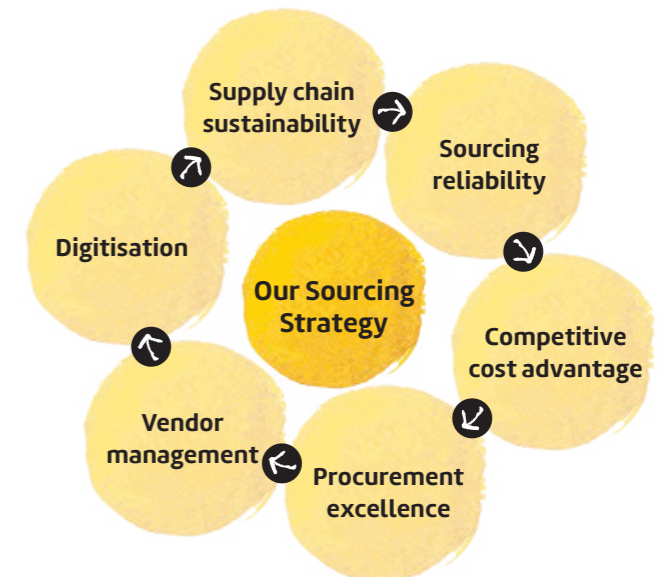 Supply chain
sustainability
Sourcing
reliability
Digitisation
Our Sourcing
Strategy
Competitive
cost advantage
Vendor
management
Procurement
excellence